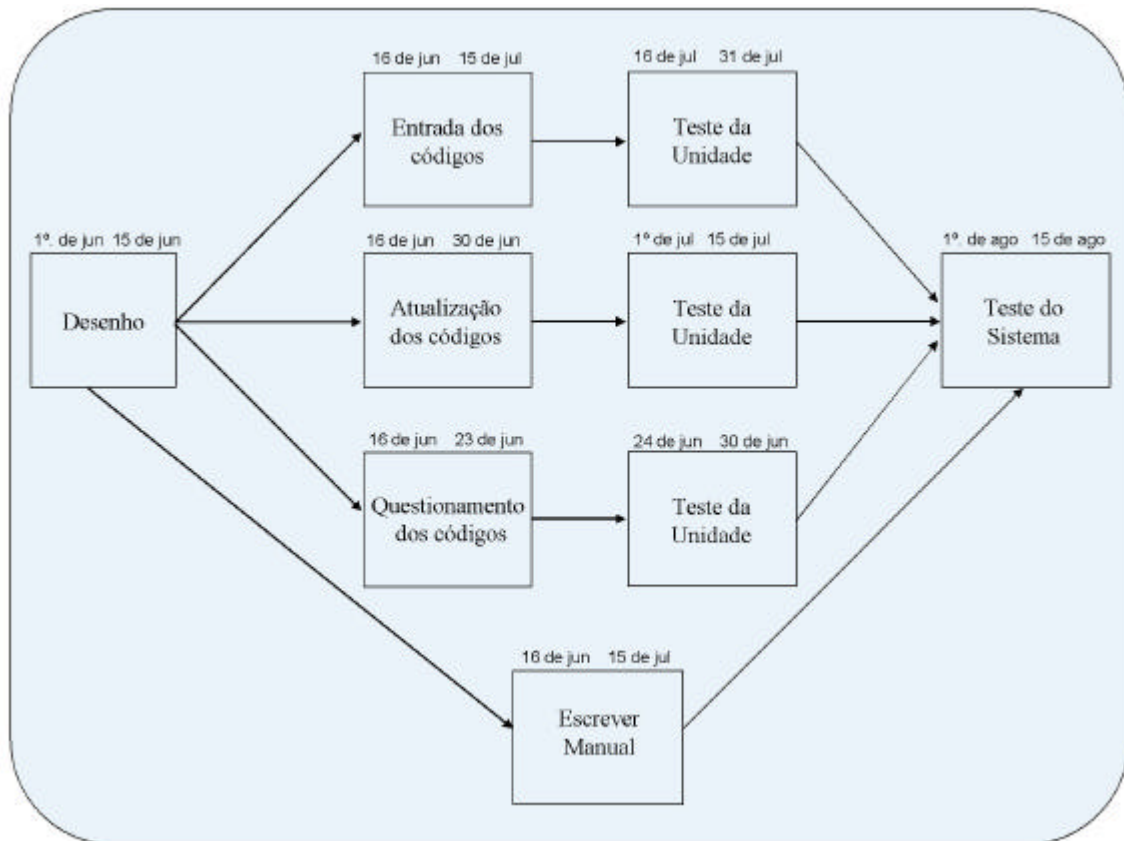 16 de jun 15 de jul
Entrada dos
códigos
16 de jul 31 de jul
Teste da
Unidade
1º. de jun 15 de jun
Desenho
16 de jun 30 de jun
Atualização
dos códigos
1º de jul 15 de jul
Teste da
Unidade
1º. de ago 15 de ago
Teste do
Sistema
16 de jun 23 de jun
Questionamento
dos códigos
24 de jun 30 de jun
Teste da
Unidade
16 de jun 15 de jul
Escrever
Manual